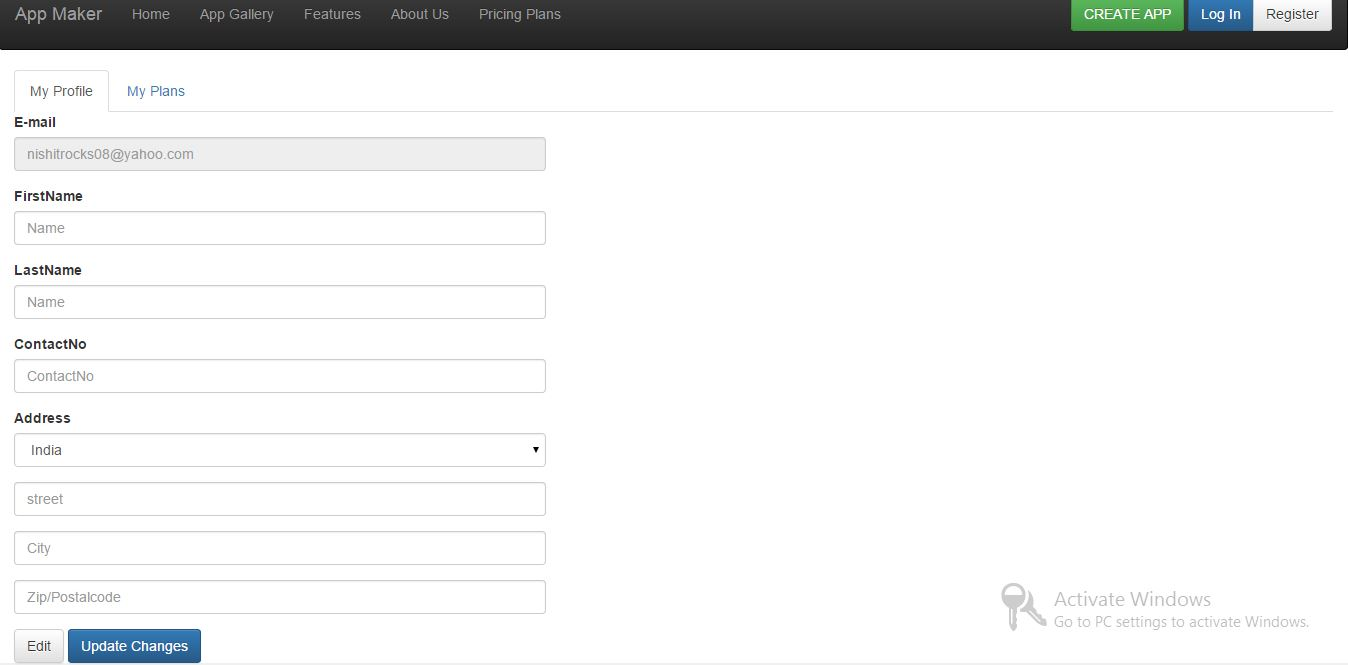 App Maker Home App Gallery Features About Us Pricing Plans CREATE APP Log In Register
My Profile My Plans
E-mail
nishitrocks08@yahoo.com
FirstName
Name
LastName
Name
ContactNo
ContactNo
Address
India
street
City
Zip/Postalcode
Activate Windows
Go to PC settings to activate Windows.
Edit Update Changes